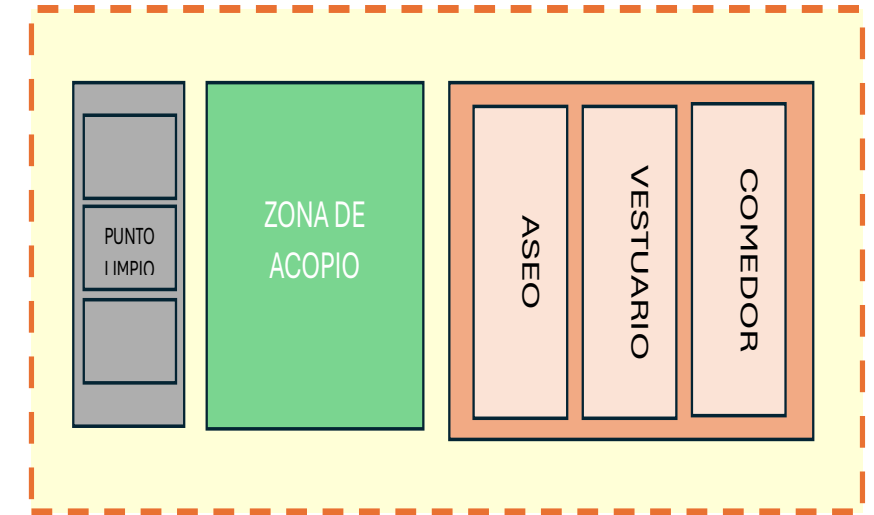 PUNTO
LIMPIO
ZONA DE
ACOPIO
ASEO
VESTUARIO
COMEDOR